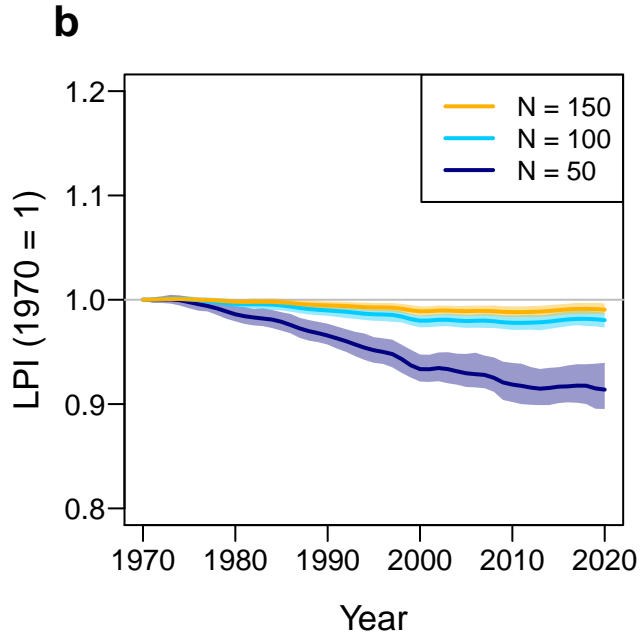 b
1.2
1.1
1.0
0.9
0.8
LPI (1970 = 1)
N = 150
N = 100
N = 50
1970 1980 1990 2000 2010 2020
Year